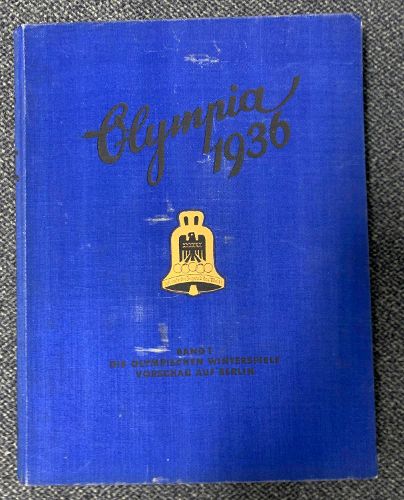 Olympia
1936
BAND I
DIE OLYMPISCHEN WINTERSPIELE
VORSCHAU AUF BERLIN